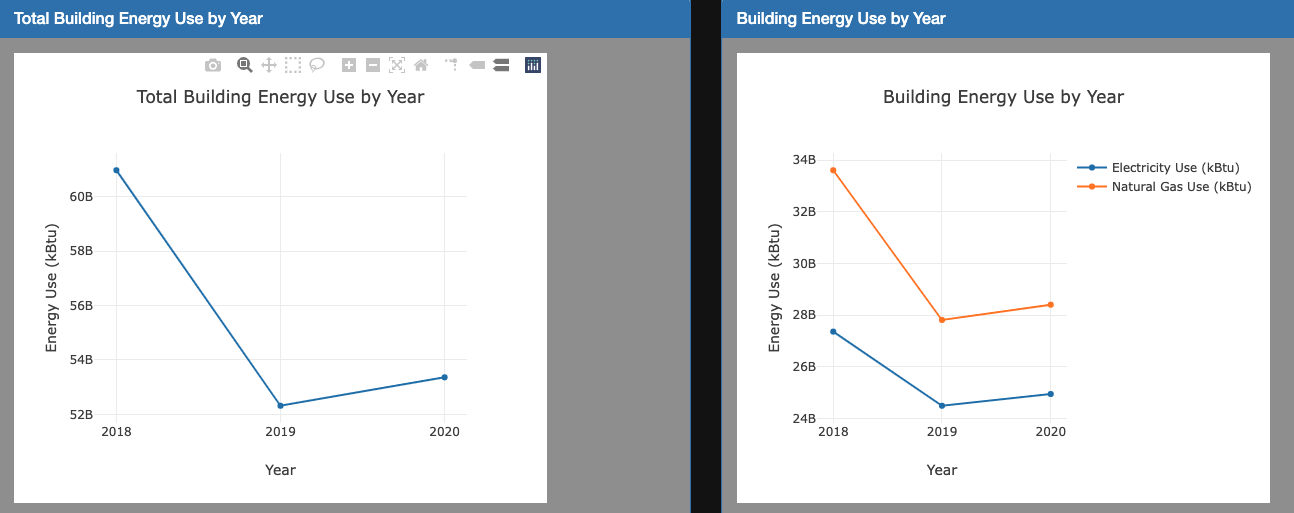 Total Building Energy Use by Year
Total Building Energy Use by Year
60B
58B
56B
54B
52B
Energy Use (kBtu)
2018 2019 2020
Year
Building Energy Use by Year
Building Energy Use by Year
34B
32B
30B
28B
26B
24B
Energy Use (kBtu)
2018 2019 2020
Year
Electricity Use (kBtu)
Natural Gas Use (kBtu)